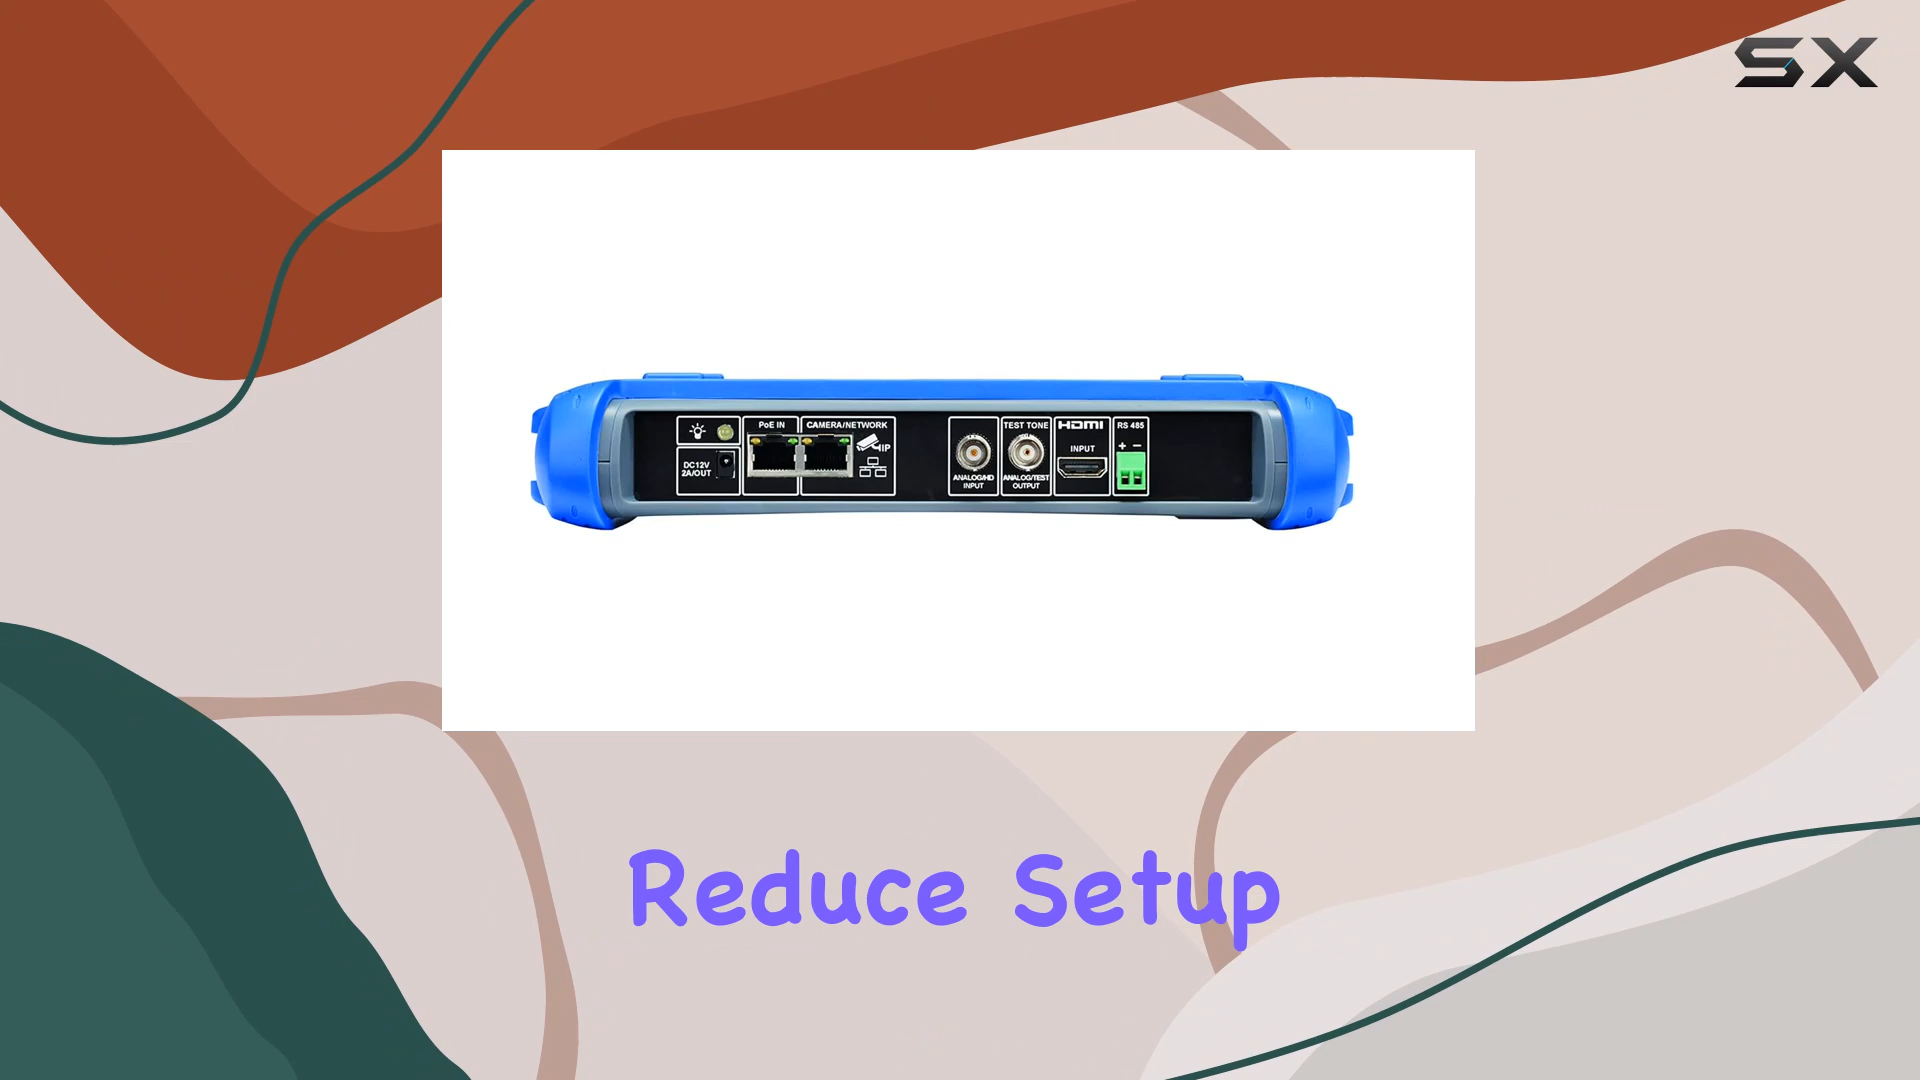 SX
PoE IN
CAMERA/NETWORK
IP
DC12V
2A/OUT
TEST TONE
HDMI
RS 485
INPUT
+ −
ANALOG/HD
INPUT
ANALOG/TEST
OUTPUT
Reduce Setup